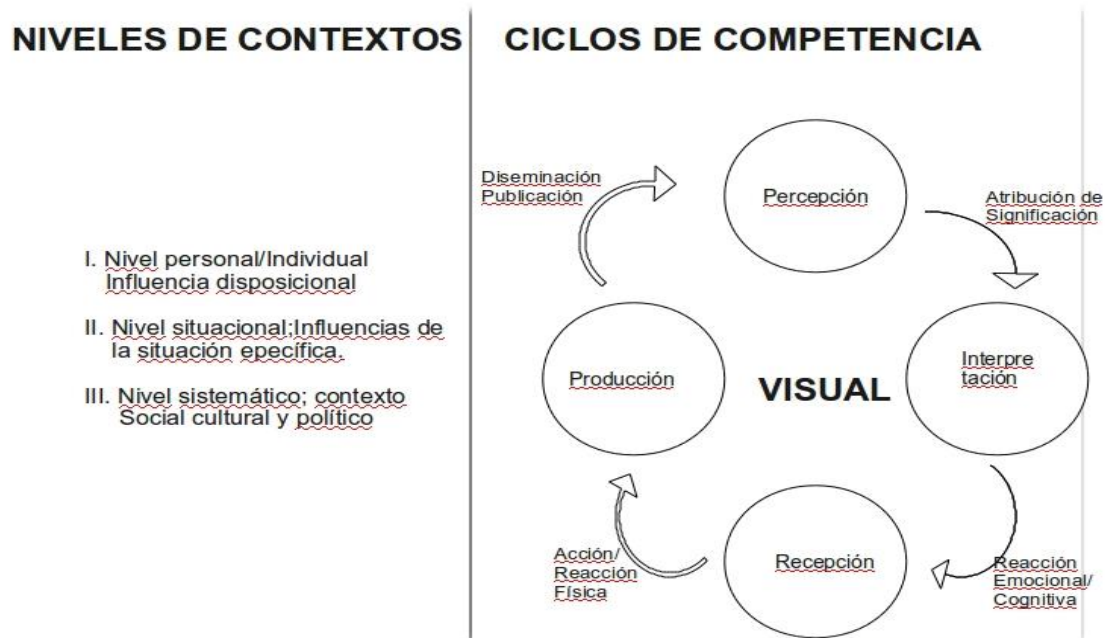 NIVELES DE CONTEXTOS
I. Nivel personal/Individual
Influencia disposicional
II. Nivel situacional;Influencias de
la situación epecífica.
III. Nivel sistemático; contexto
Social cultural y político
CICLOS DE COMPETENCIA
Percepción
Atribución de
Significación
Interpre
tación
Reacción
Emocional/
Cognitiva
Recepción
Acción/
Reacción
Física
Producción
Diseminación
Publicación
VISUAL